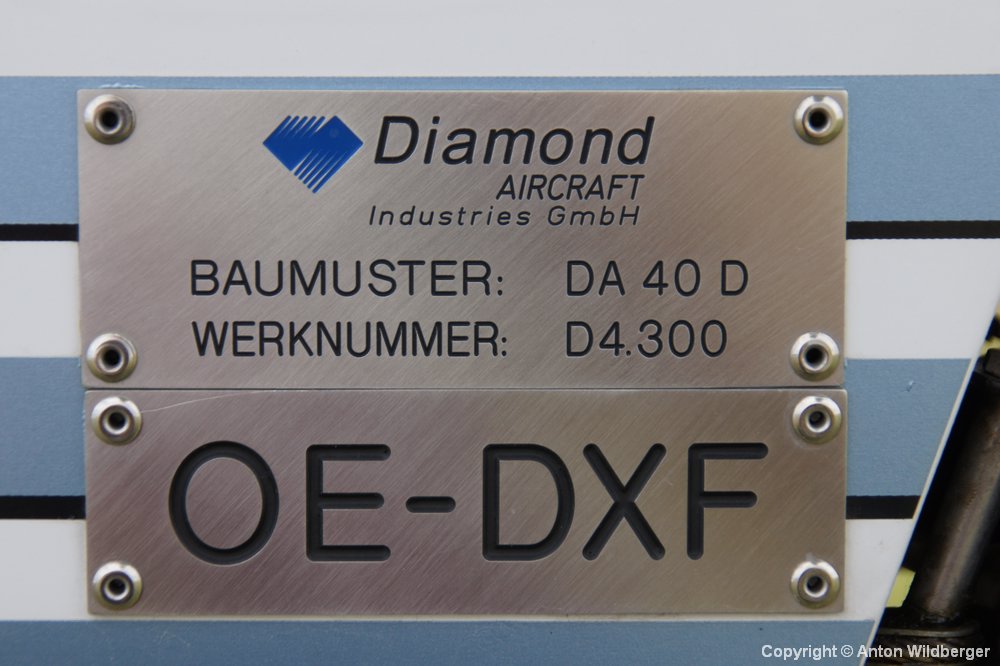 Diamond
AIRCRAFT
Industries GmbH
BAUMUSTER: DA 40 D
WERKNUMMER: D4.300
OE-DXF
Copyright © Anton Wildberger